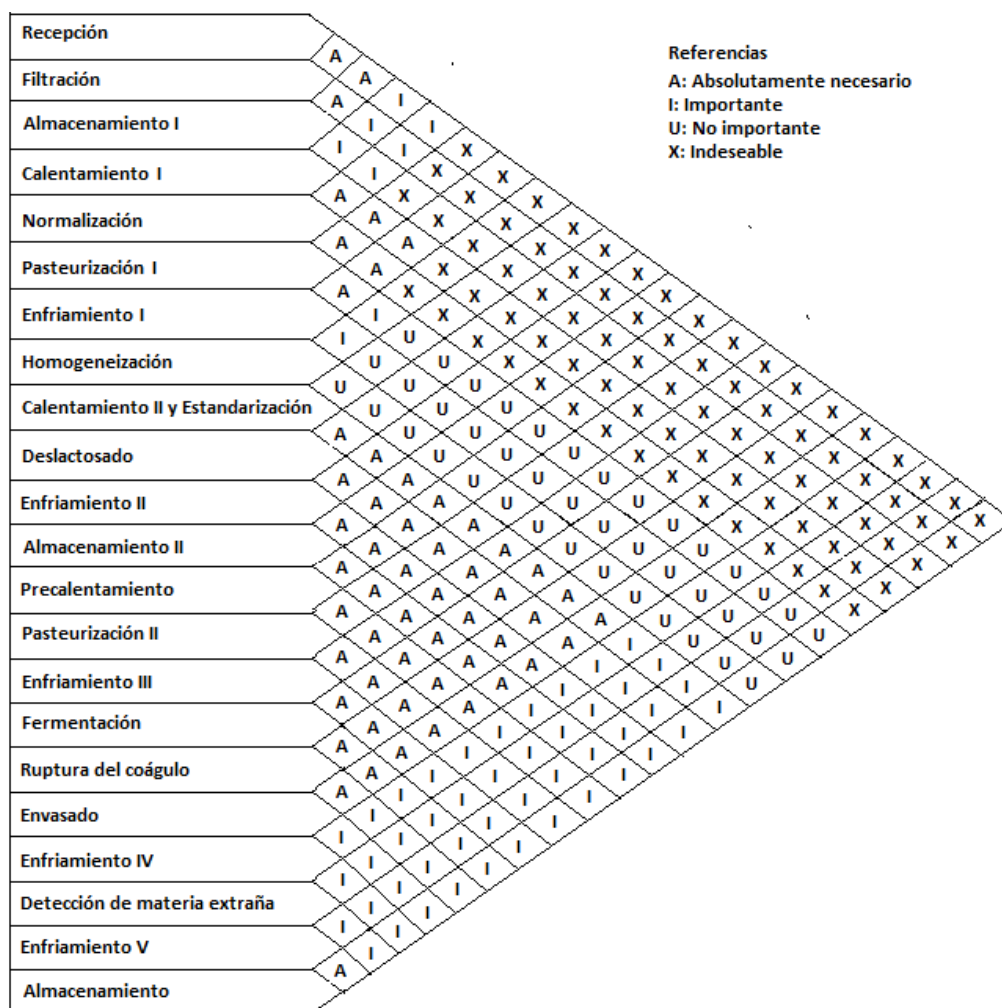 Recepción A A I I X X X X X X X X X X X X X X X X X
Filtración A I I X X X X X X X X X X X X X X X X X
Almacenamiento I I I X X X X X X X X X X X X X X X X X
Calentamiento I A A A X X X X X X X X X X X X X X X
Normalización A A X X X X X X X X X X X X X X X
Pasteurización I A I U U U U U U U U U U U U U U
Enfriamiento I I U U U U U U U U U U U U U U
Homogeneización U U U U U U U U U U U U U U
Calentamiento II y Estandarización A A A A A A A A A I I I I
Deslactosado A A A A A A A A I I I I
Enfriamiento II A A A A A A A I I I I
Almacenamiento II A A A A A A I I I I
Precalentamiento A A A A A I I I I
Pasteurización II A A A A I I I I
Enfriamiento III A A A I I I I
Fermentación A A I I I I
Ruptura del coágulo A I I I I
Envasado I I I I
Enfriamiento IV I I I
Detección de materia extraña I I
Enfriamiento V A
Almacenamiento
Referencias
A: Absolutamente necesario
I: Importante
U: No importante
X: Indeseable